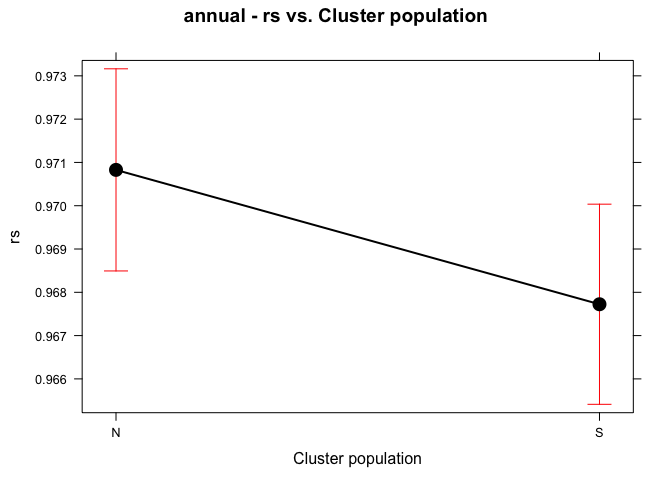 annual - rs vs. Cluster population
0.973
0.972
0.971
0.970
0.969
0.968
0.967
0.966
rs
N
S
Cluster population